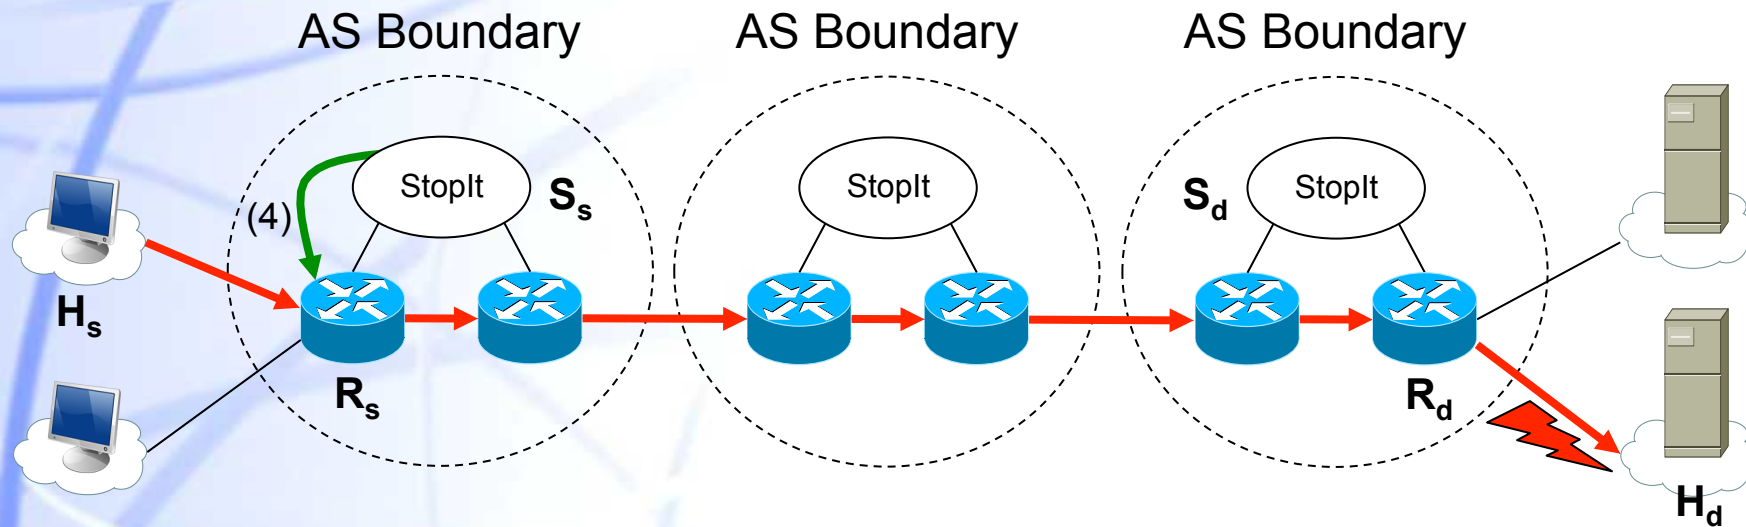 AS Boundary AS Boundary AS Boundary
StopIt StopIt StopIt
Ss Sd
(4)
Hs
Rs Rd
Hd